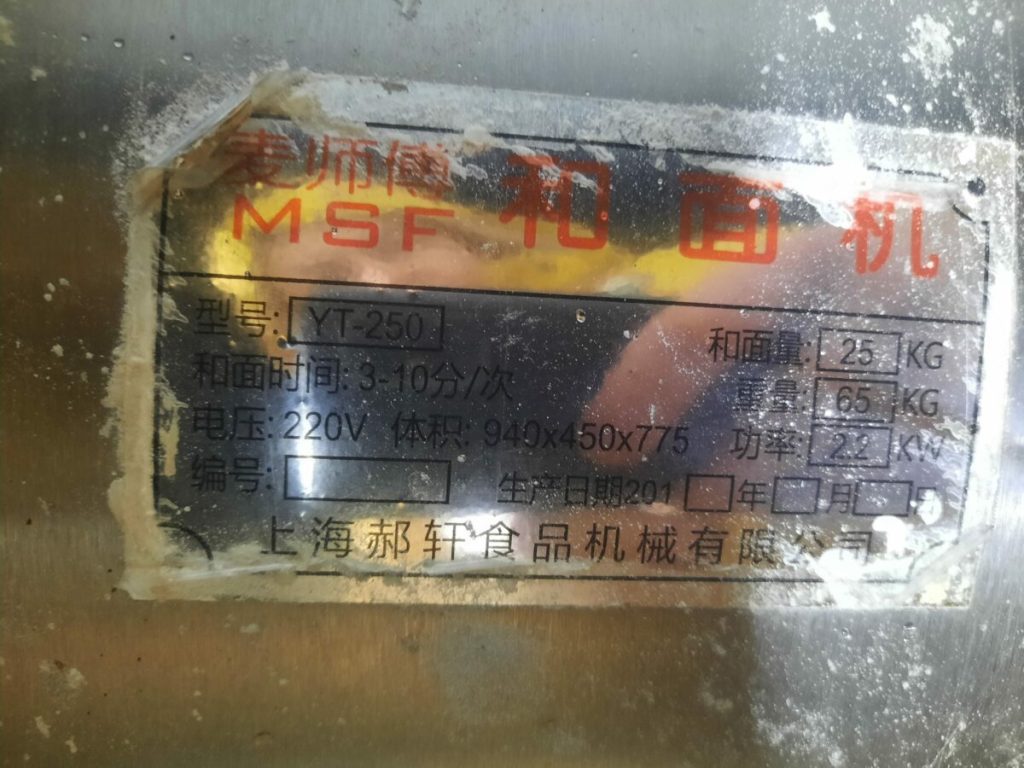 麦师傅 和面机
MSF
型号: YT-250 和面量: 25 KG
和面时间: 3-10分/次 重量: 65 KG
电压: 220V 体积: 940x450x775 功率: 2.2 KW
编号: 生产日期201 年 月 日
上海郝轩食品机械有限公司